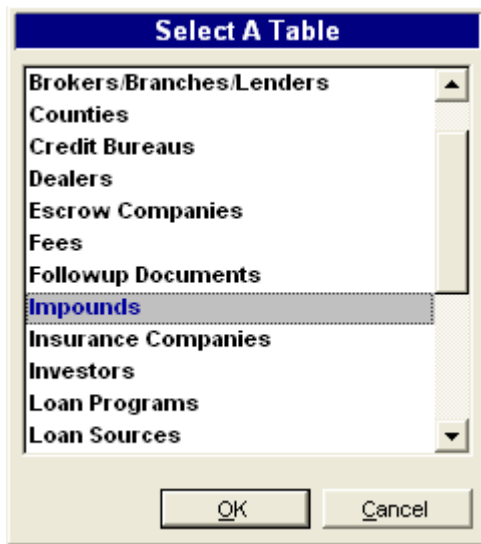 Select A Table
Brokers/Branches/Lenders
Counties
Credit Bureaus
Dealers
Escrow Companies
Fees
Followup Documents
Impounds
Insurance Companies
Investors
Loan Programs
Loan Sources
OK
Cancel